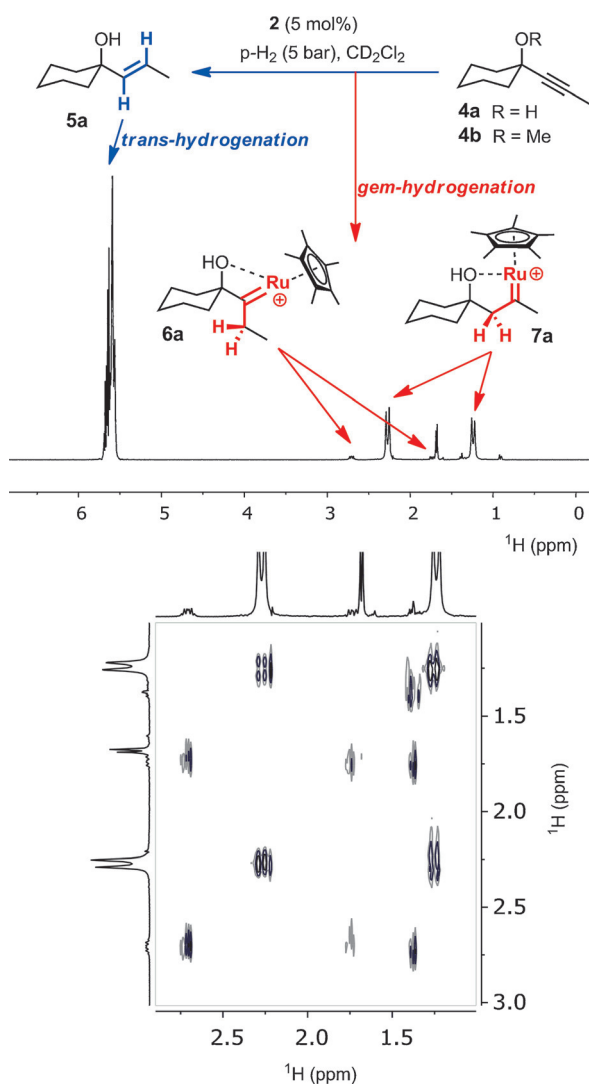 2 (5 mol%)
p-H₂ (5 bar), CD₂Cl₂
OH
H
H
5a
OR
4a R = H
4b R = Me
trans-hydrogenation
gem-hydrogenation
HO
Ru
⊕
H
H
6a
HO
Ru
⊕
H
H
7a
6 5 4 3 2 1 0
¹H (ppm)
1.5
2.0
2.5
3.0
¹H (ppm)
2.5 2.0 1.5
¹H (ppm)